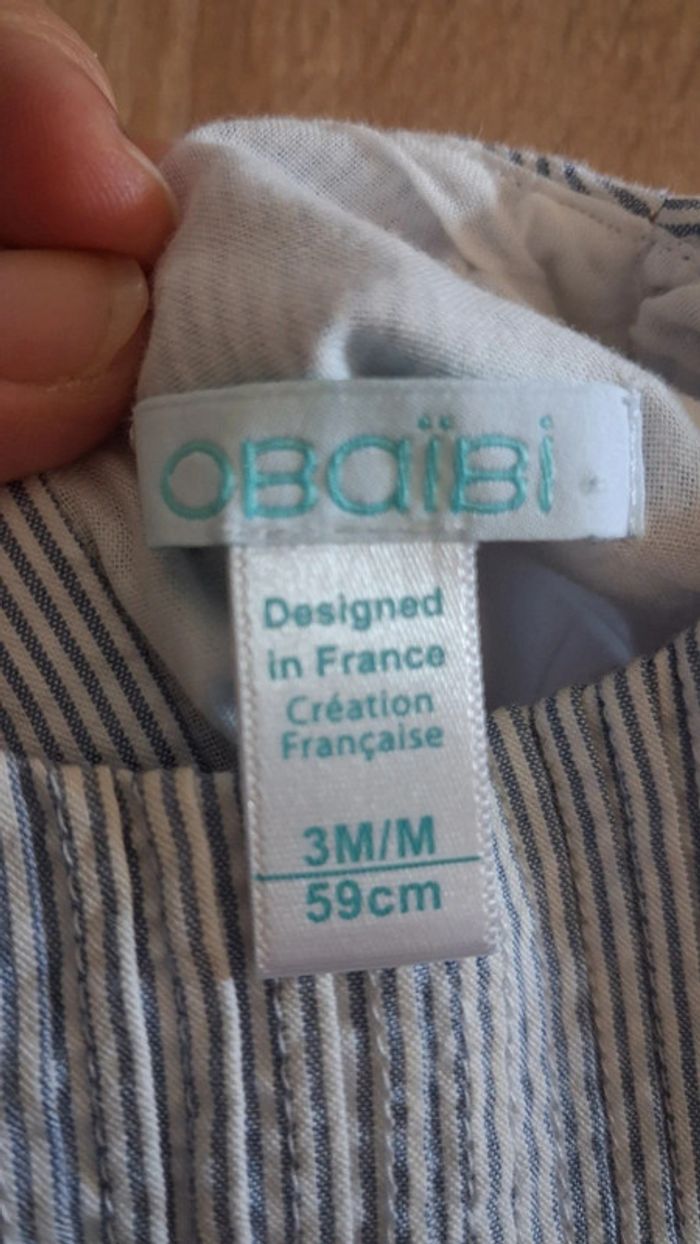 OBaïBi
Designed
in France
Création
Française
3M/M
59cm